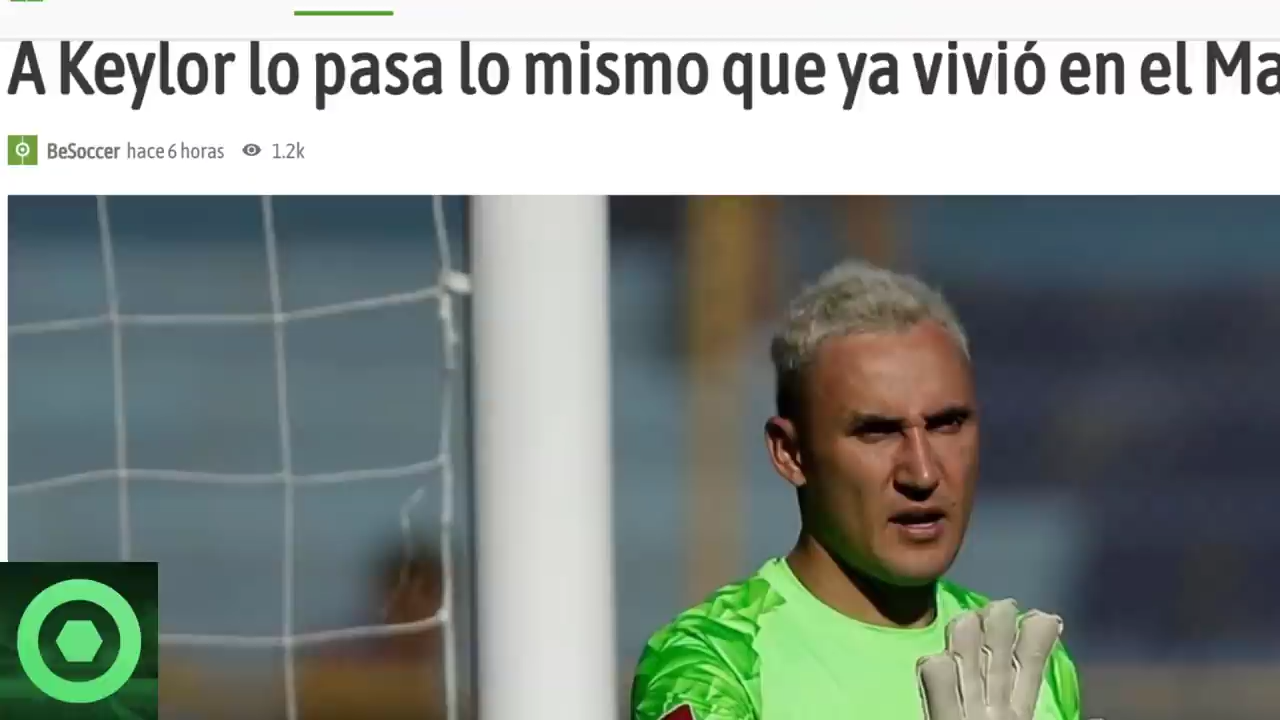 A Keylor lo pasa lo mismo que ya vivió en el Ma
BeSoccer hace 6 horas 1.2k